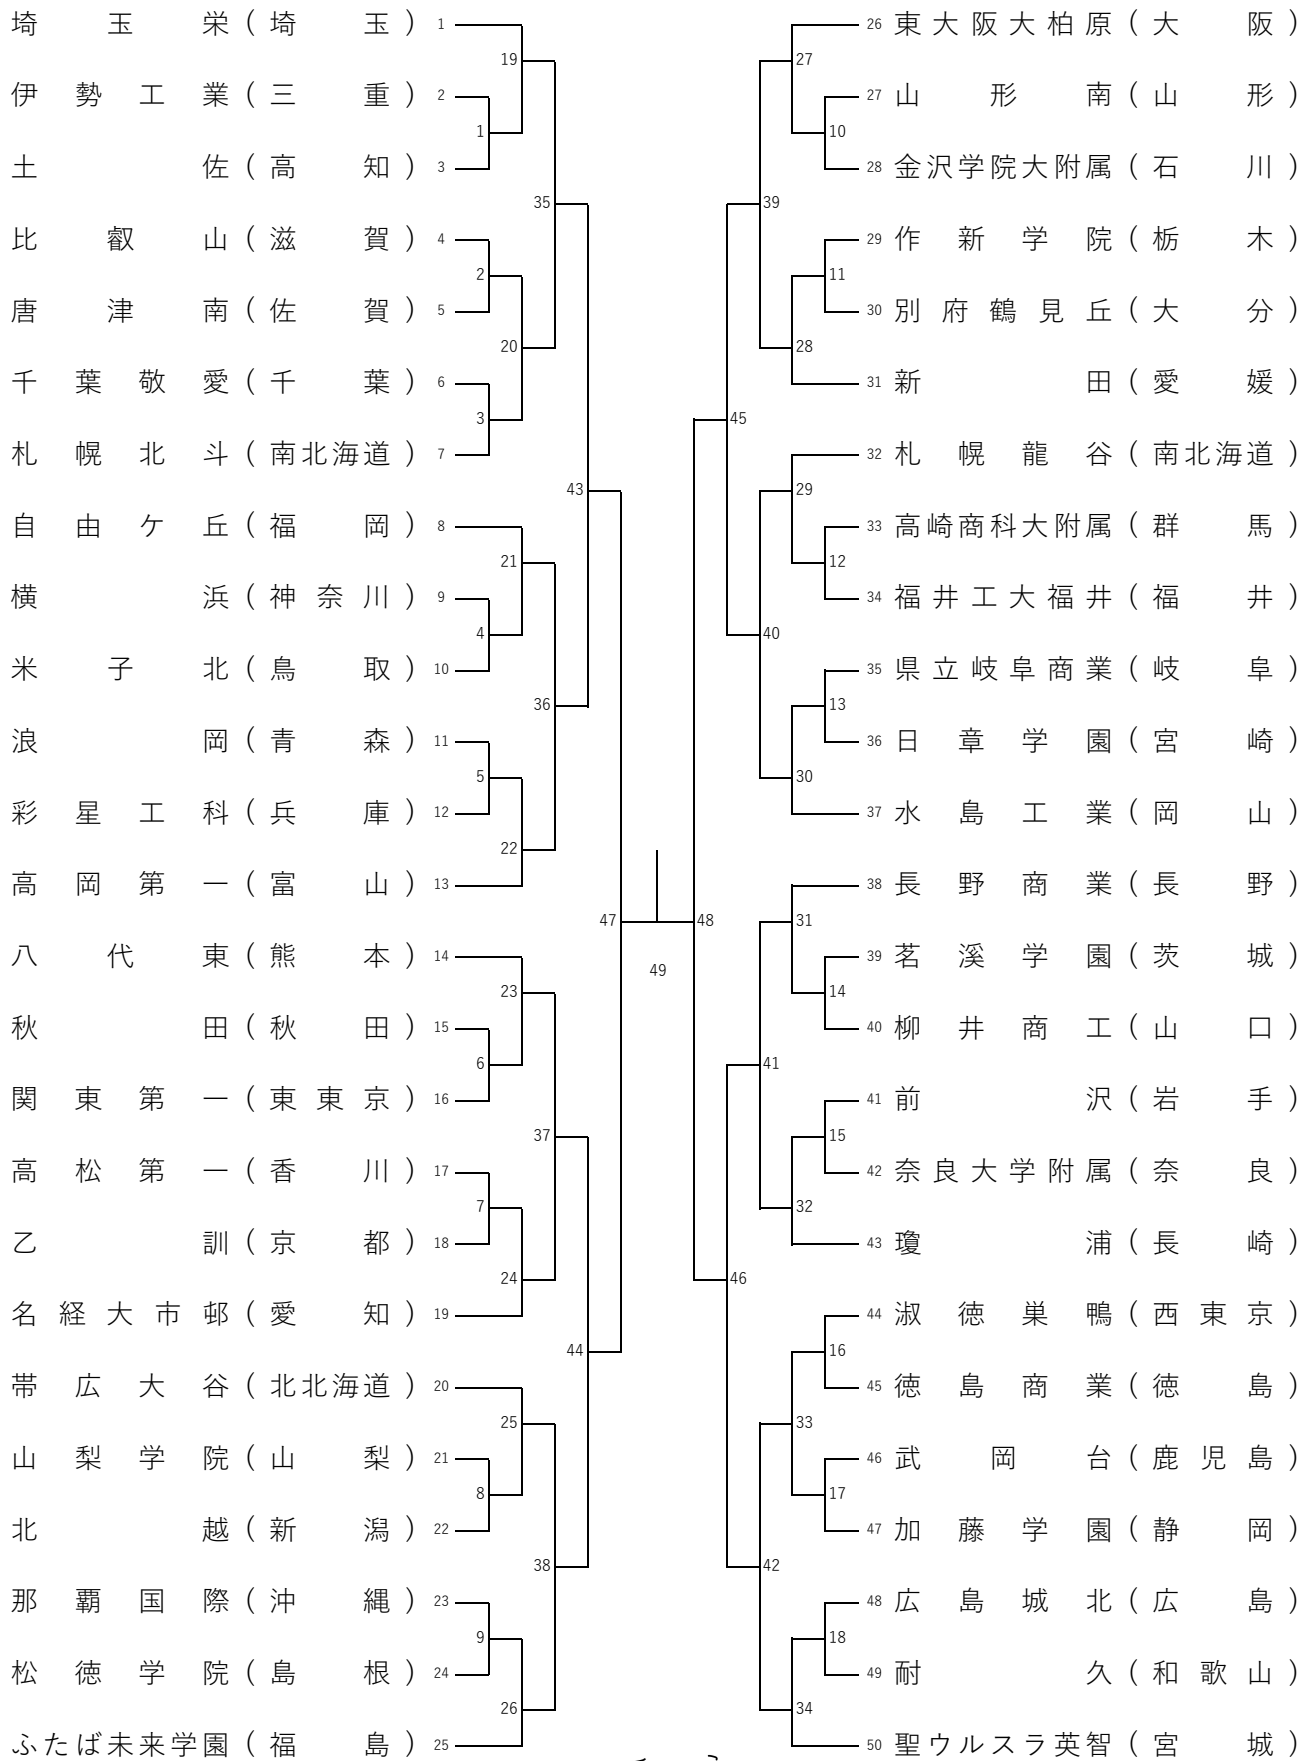 埼玉栄(埼玉) 1
伊勢工業(三重) 2
土佐(高知) 3
比叡山(滋賀) 4
唐津南(佐賀) 5
千葉敬愛(千葉) 6
札幌北斗(南北海道) 7
自由ケ丘(福岡) 8
横浜(神奈川) 9
米子北(鳥取) 10
浪岡(青森) 11
彩星工科(兵庫) 12
高岡第一(富山) 13
八代東(熊本) 14
秋田(秋田) 15
関東第一(東東京) 16
高松第一(香川) 17
乙訓(京都) 18
名経大市邨(愛知) 19
帯広大谷(北北海道) 20
山梨学院(山梨) 21
北越(新潟) 22
那覇国際(沖縄) 23
松徳学院(島根) 24
ふたば未来学園(福島) 25
19
1
35
2
20
3
43
21
4
36
5
22
47
23
6
37
7
24
44
25
8
38
9
26
49
26 東大阪大柏原(大阪)
27 山形南(山形)
28 金沢学院大附属(石川)
29 作新学院(栃木)
30 別府鶴見丘(大分)
31 新田(愛媛)
32 札幌龍谷(南北海道)
33 高崎商科大附属(群馬)
34 福井工大福井(福井)
35 県立岐阜商業(岐阜)
36 日章学園(宮崎)
37 水島工業(岡山)
38 長野商業(長野)
39 茗溪学園(茨城)
40 柳井商工(山口)
41 前沢(岩手)
42 奈良大学附属(奈良)
43 瓊浦(長崎)
44 淑徳巣鴨(西東京)
45 徳島商業(徳島)
46 武岡台(鹿児島)
47 加藤学園(静岡)
48 広島城北(広島)
49 耐久(和歌山)
50 聖ウルスラ英智(宮城)
27
10
39
11
28
45
29
12
40
13
30
31
48
14
41
15
32
46
16
33
17
42
18
34